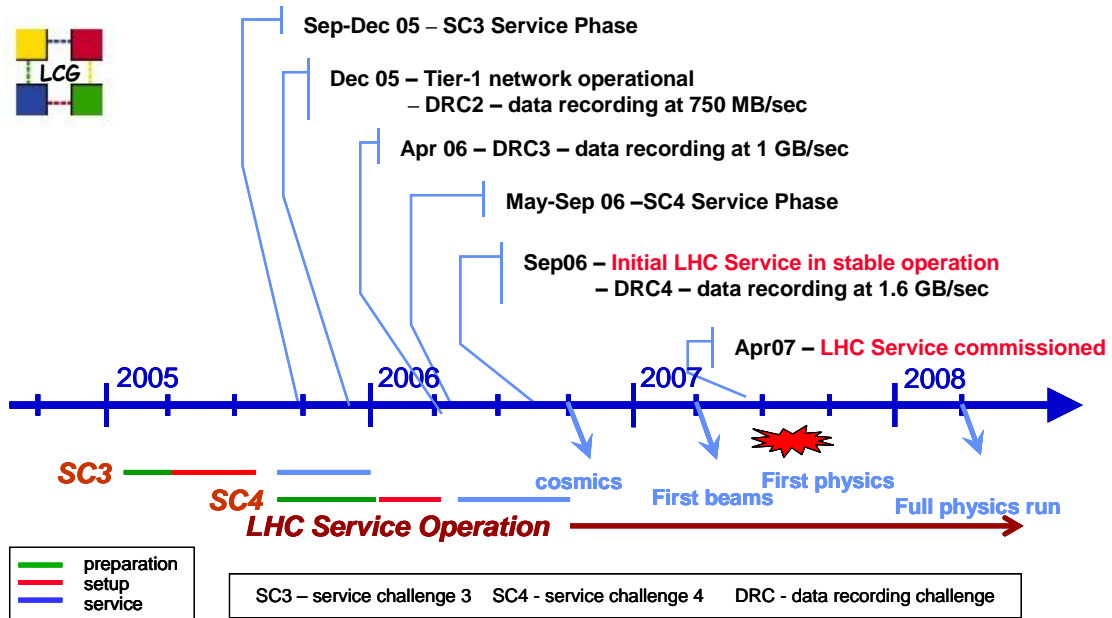 LCG
Sep-Dec 05 – SC3 Service Phase
Dec 05 – Tier-1 network operational
– DRC2 – data recording at 750 MB/sec
Apr 06 – DRC3 – data recording at 1 GB/sec
May-Sep 06 –SC4 Service Phase
Sep06 – Initial LHC Service in stable operation
– DRC4 – data recording at 1.6 GB/sec
Apr07 – LHC Service commissioned
2005 2006 2007 2008
SC3
SC4
LHC Service Operation
cosmics
First beams
First physics
Full physics run
preparation
setup
service
SC3 – service challenge 3 SC4 - service challenge 4 DRC - data recording challenge